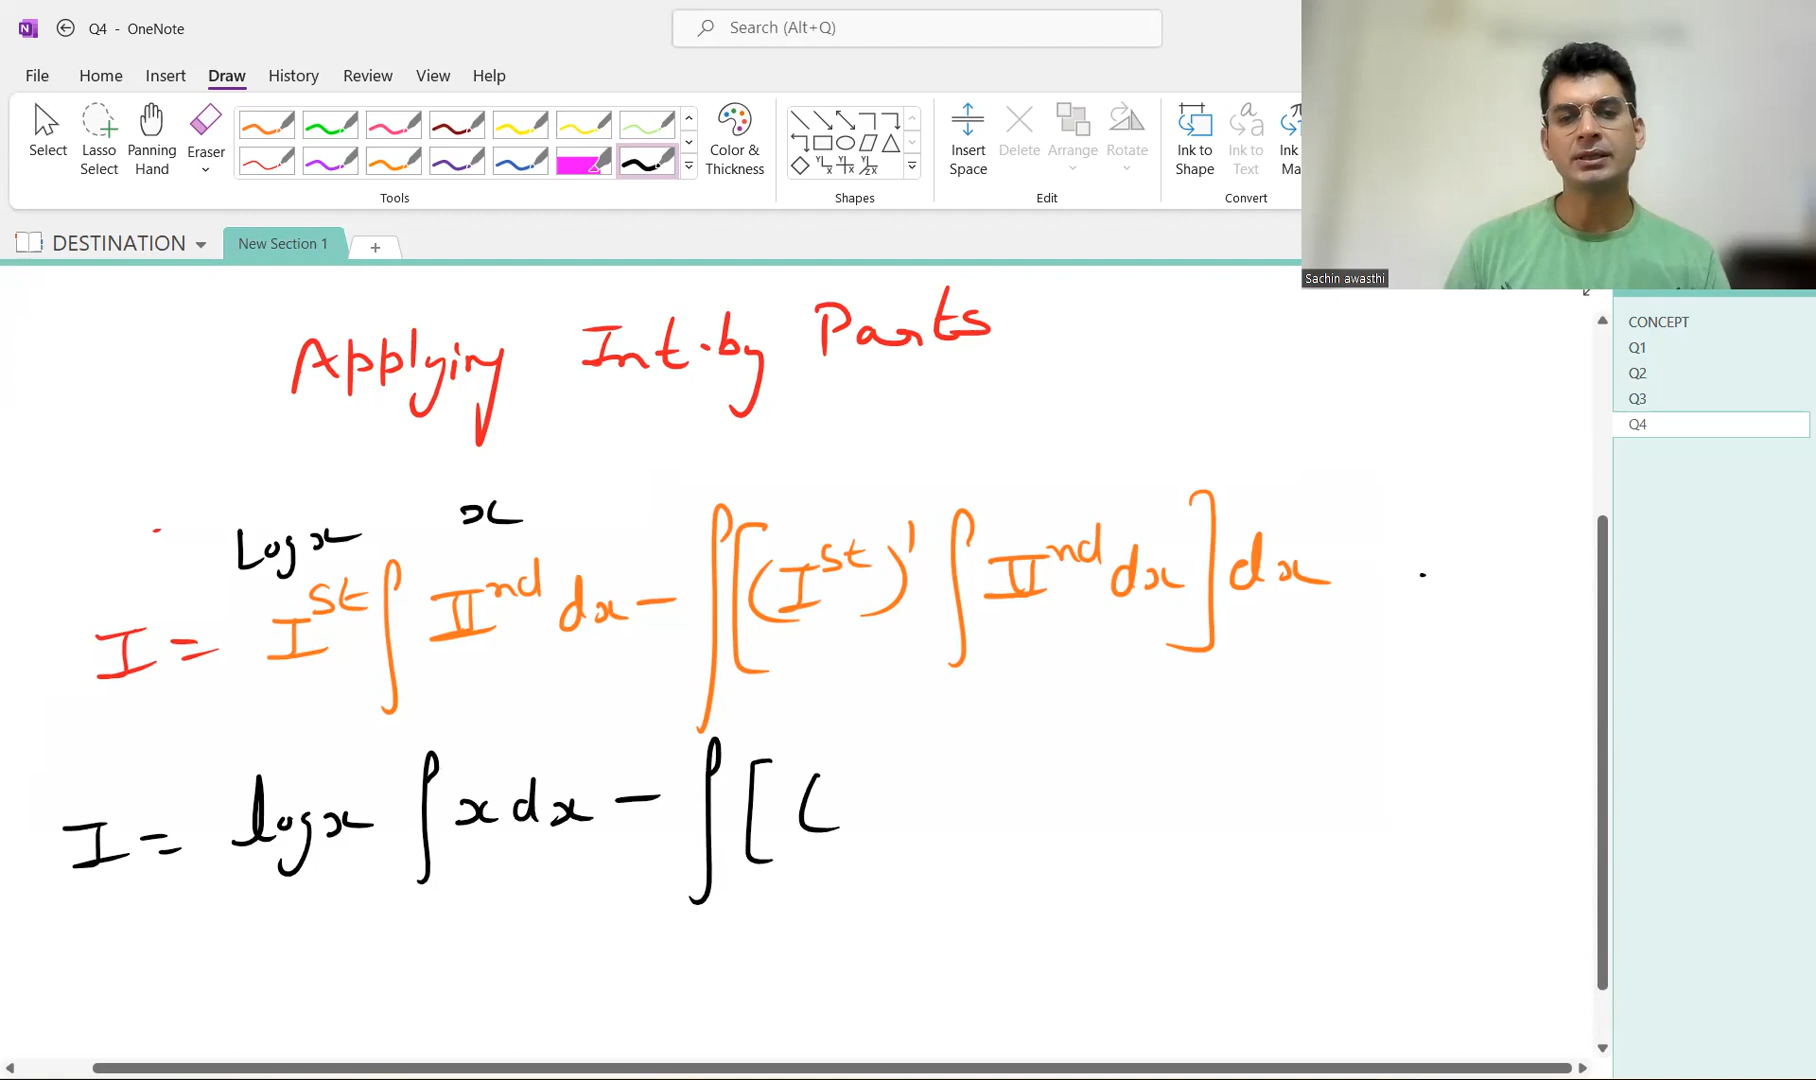 Q4 - OneNote
Search (Alt+Q)
File Home Insert Draw History Review View Help
Select Lasso Select Panning Hand Eraser Color & Thickness Insert Space Delete Arrange Rotate Ink to Shape Ink to Text Ink Ma
Tools Shapes Edit Convert
DESTINATION New Section 1 +
Sachin awasthi
CONCEPT
Q1
Q2
Q3
Q4
Applying Int. by Parts
Logx x
I = I^st ∫ II^nd dx - ∫ [(I^st)' ∫ II^nd dx] dx
I = logx ∫ x dx - ∫ [ (